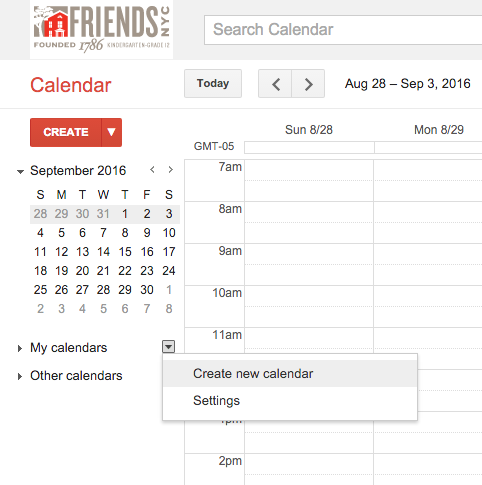 FRIENDS NYC
FOUNDED 1786 KINDERGARTEN-GRADE 12
Search Calendar
Calendar
Today
Aug 28 – Sep 3, 2016
CREATE
Sun 8/28 Mon 8/29
GMT-05
September 2016
S M T W T F S
28 29 30 31 1 2 3
4 5 6 7 8 9 10
11 12 13 14 15 16 17
18 19 20 21 22 23 24
25 26 27 28 29 30 1
2 3 4 5 6 7 8
My calendars
Other calendars
7am
8am
9am
10am
11am
Create new calendar
Settings
1pm
2pm